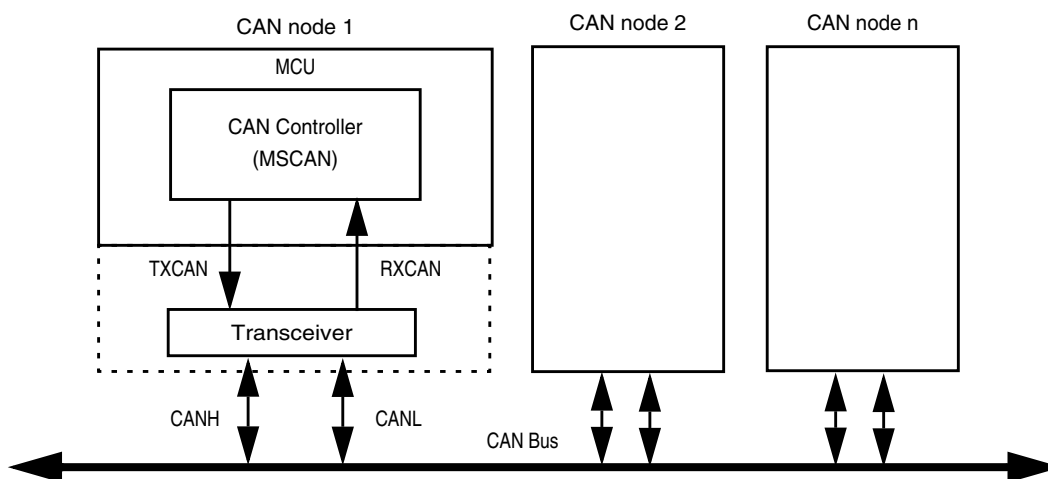 CAN node 1
CAN node 2
CAN node n
MCU
CAN Controller
(MSCAN)
TXCAN
RXCAN
Transceiver
CANH
CANL
CAN Bus